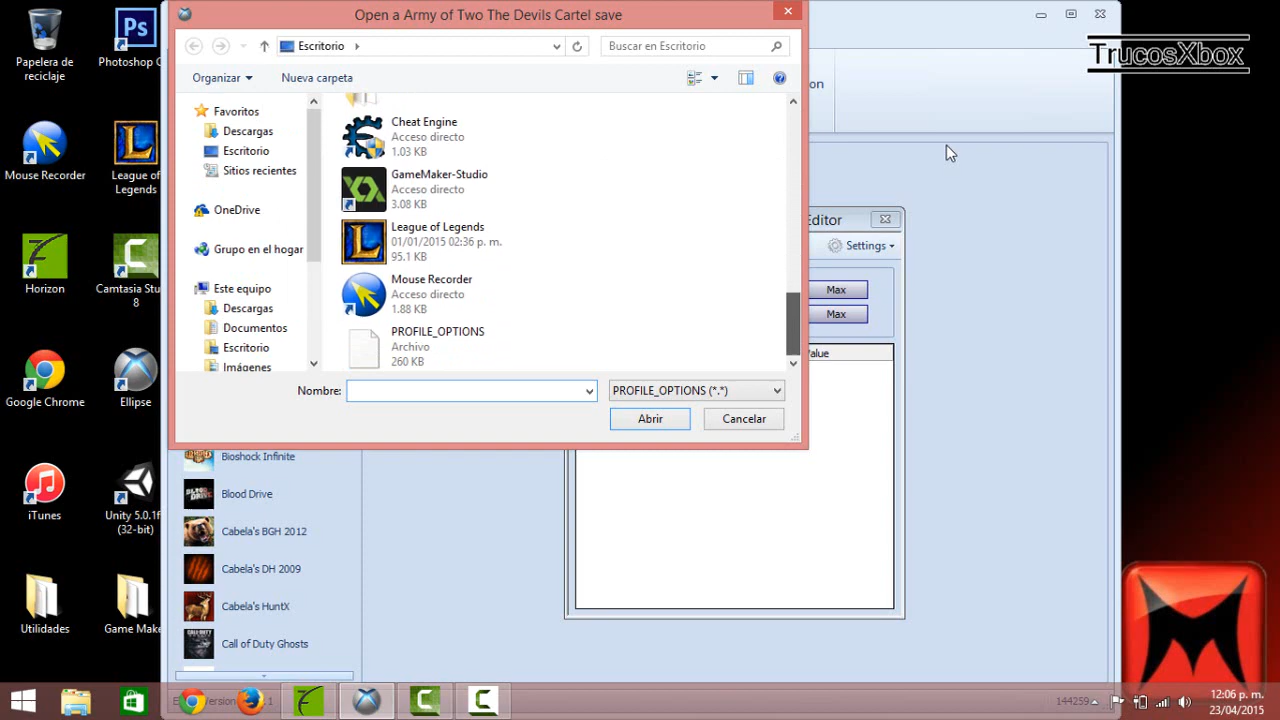 Open a Army of Two The Devils Cartel save
Escritorio
Buscar en Escritorio
Organizar
Nueva carpeta
Favoritos
Descargas
Escritorio
Sitios recientes
OneDrive
Grupo en el hogar
Este equipo
Descargas
Documentos
Escritorio
Imágenes
Cheat Engine
Acceso directo
1.03 KB
GameMaker-Studio
Acceso directo
3.08 KB
League of Legends
01/01/2015 02:36 p. m.
95.1 KB
Mouse Recorder
Acceso directo
1.88 KB
PROFILE_OPTIONS
Archivo
260 KB
Nombre:
PROFILE_OPTIONS (*.*)
Abrir
Cancelar
TrucosXbox
on
Editor
Settings
Max
Max
alue
Papelera de
reciclaje
Photoshop C
Mouse Recorder
League of
Legends
Horizon
Camtasia Stu
8
Google Chrome
Ellipse
iTunes
Unity 5.0.1f
(32-bit)
Utilidades
Game Make
Bioshock Infinite
Blood Drive
Cabela's BGH 2012
Cabela's DH 2009
Cabela's HuntX
Call of Duty Ghosts
144259
12:06 p. m.
23/04/2015